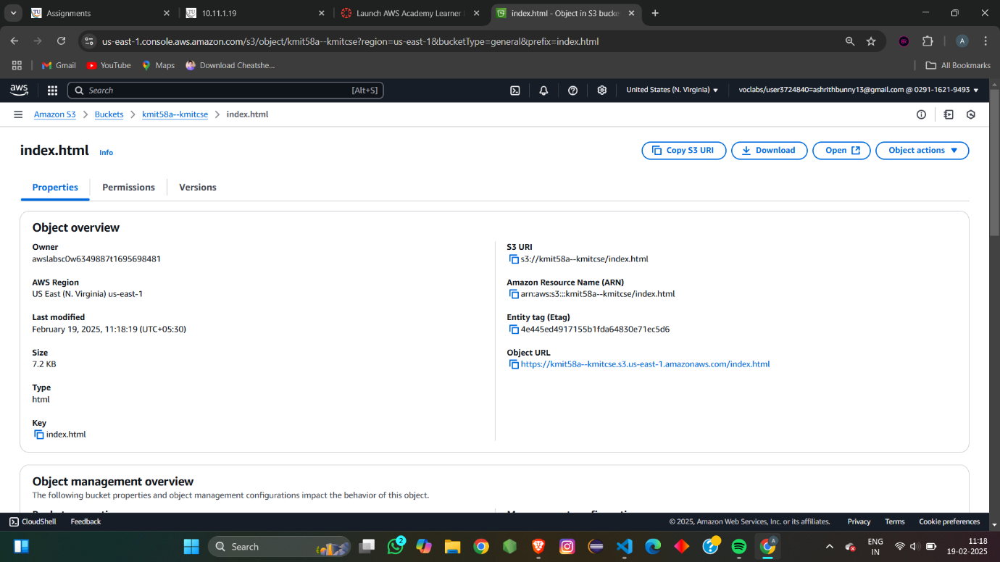 Assignments
10.11.1.19
Launch AWS Academy Learner
index.html - Object in S3 bucke
us-east-1.console.aws.amazon.com/s3/object/kmit58a--kmitcse?region=us-east-1&bucketType=general&prefix=index.html
A
Gmail
YouTube
Maps
Download Cheatshe...
All Bookmarks
aws
Search
[Alt+S]
United States (N. Virginia)
voclabs/user3724840=ashrithbunny13@gmail.com @ 0291-1621-9493
Amazon S3
Buckets
kmit58a--kmitcse
index.html
index.html
Info
Copy S3 URI
Download
Open
Object actions
Properties
Permissions
Versions
Object overview
Owner
awslabsc0w6349887t1695698481
AWS Region
US East (N. Virginia) us-east-1
Last modified
February 19, 2025, 11:18:19 (UTC+05:30)
Size
7.2 KB
Type
html
Key
index.html
S3 URI
s3://kmit58a--kmitcse/index.html
Amazon Resource Name (ARN)
arn:aws:s3:::kmit58a--kmitcse/index.html
Entity tag (Etag)
4e445ed4917155b1fda64830e71ec5d6
Object URL
https://kmit58a--kmitcse.s3.us-east-1.amazonaws.com/index.html
Object management overview
The following bucket properties and object management configurations impact the behavior of this object.
CloudShell
Feedback
© 2025, Amazon Web Services, Inc. or its affiliates.
Privacy
Terms
Cookie preferences
Search
2
A
ENG
IN
11:18
19-02-2025